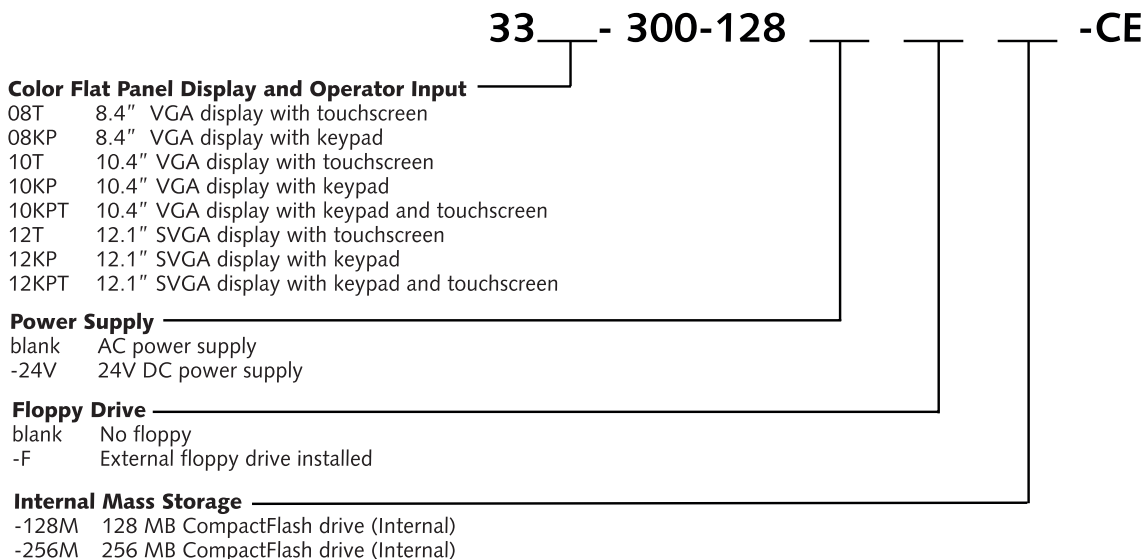 33____- 300-128 ____ ____ ____ -CE
Color Flat Panel Display and Operator Input
08T 8.4" VGA display with touchscreen
08KP 8.4" VGA display with keypad
10T 10.4" VGA display with touchscreen
10KP 10.4" VGA display with keypad
10KPT 10.4" VGA display with keypad and touchscreen
12T 12.1" SVGA display with touchscreen
12KP 12.1" SVGA display with keypad
12KPT 12.1" SVGA display with keypad and touchscreen
Power Supply
blank AC power supply
-24V 24V DC power supply
Floppy Drive
blank No floppy
-F External floppy drive installed
Internal Mass Storage
-128M 128 MB CompactFlash drive (Internal)
-256M 256 MB CompactFlash drive (Internal)